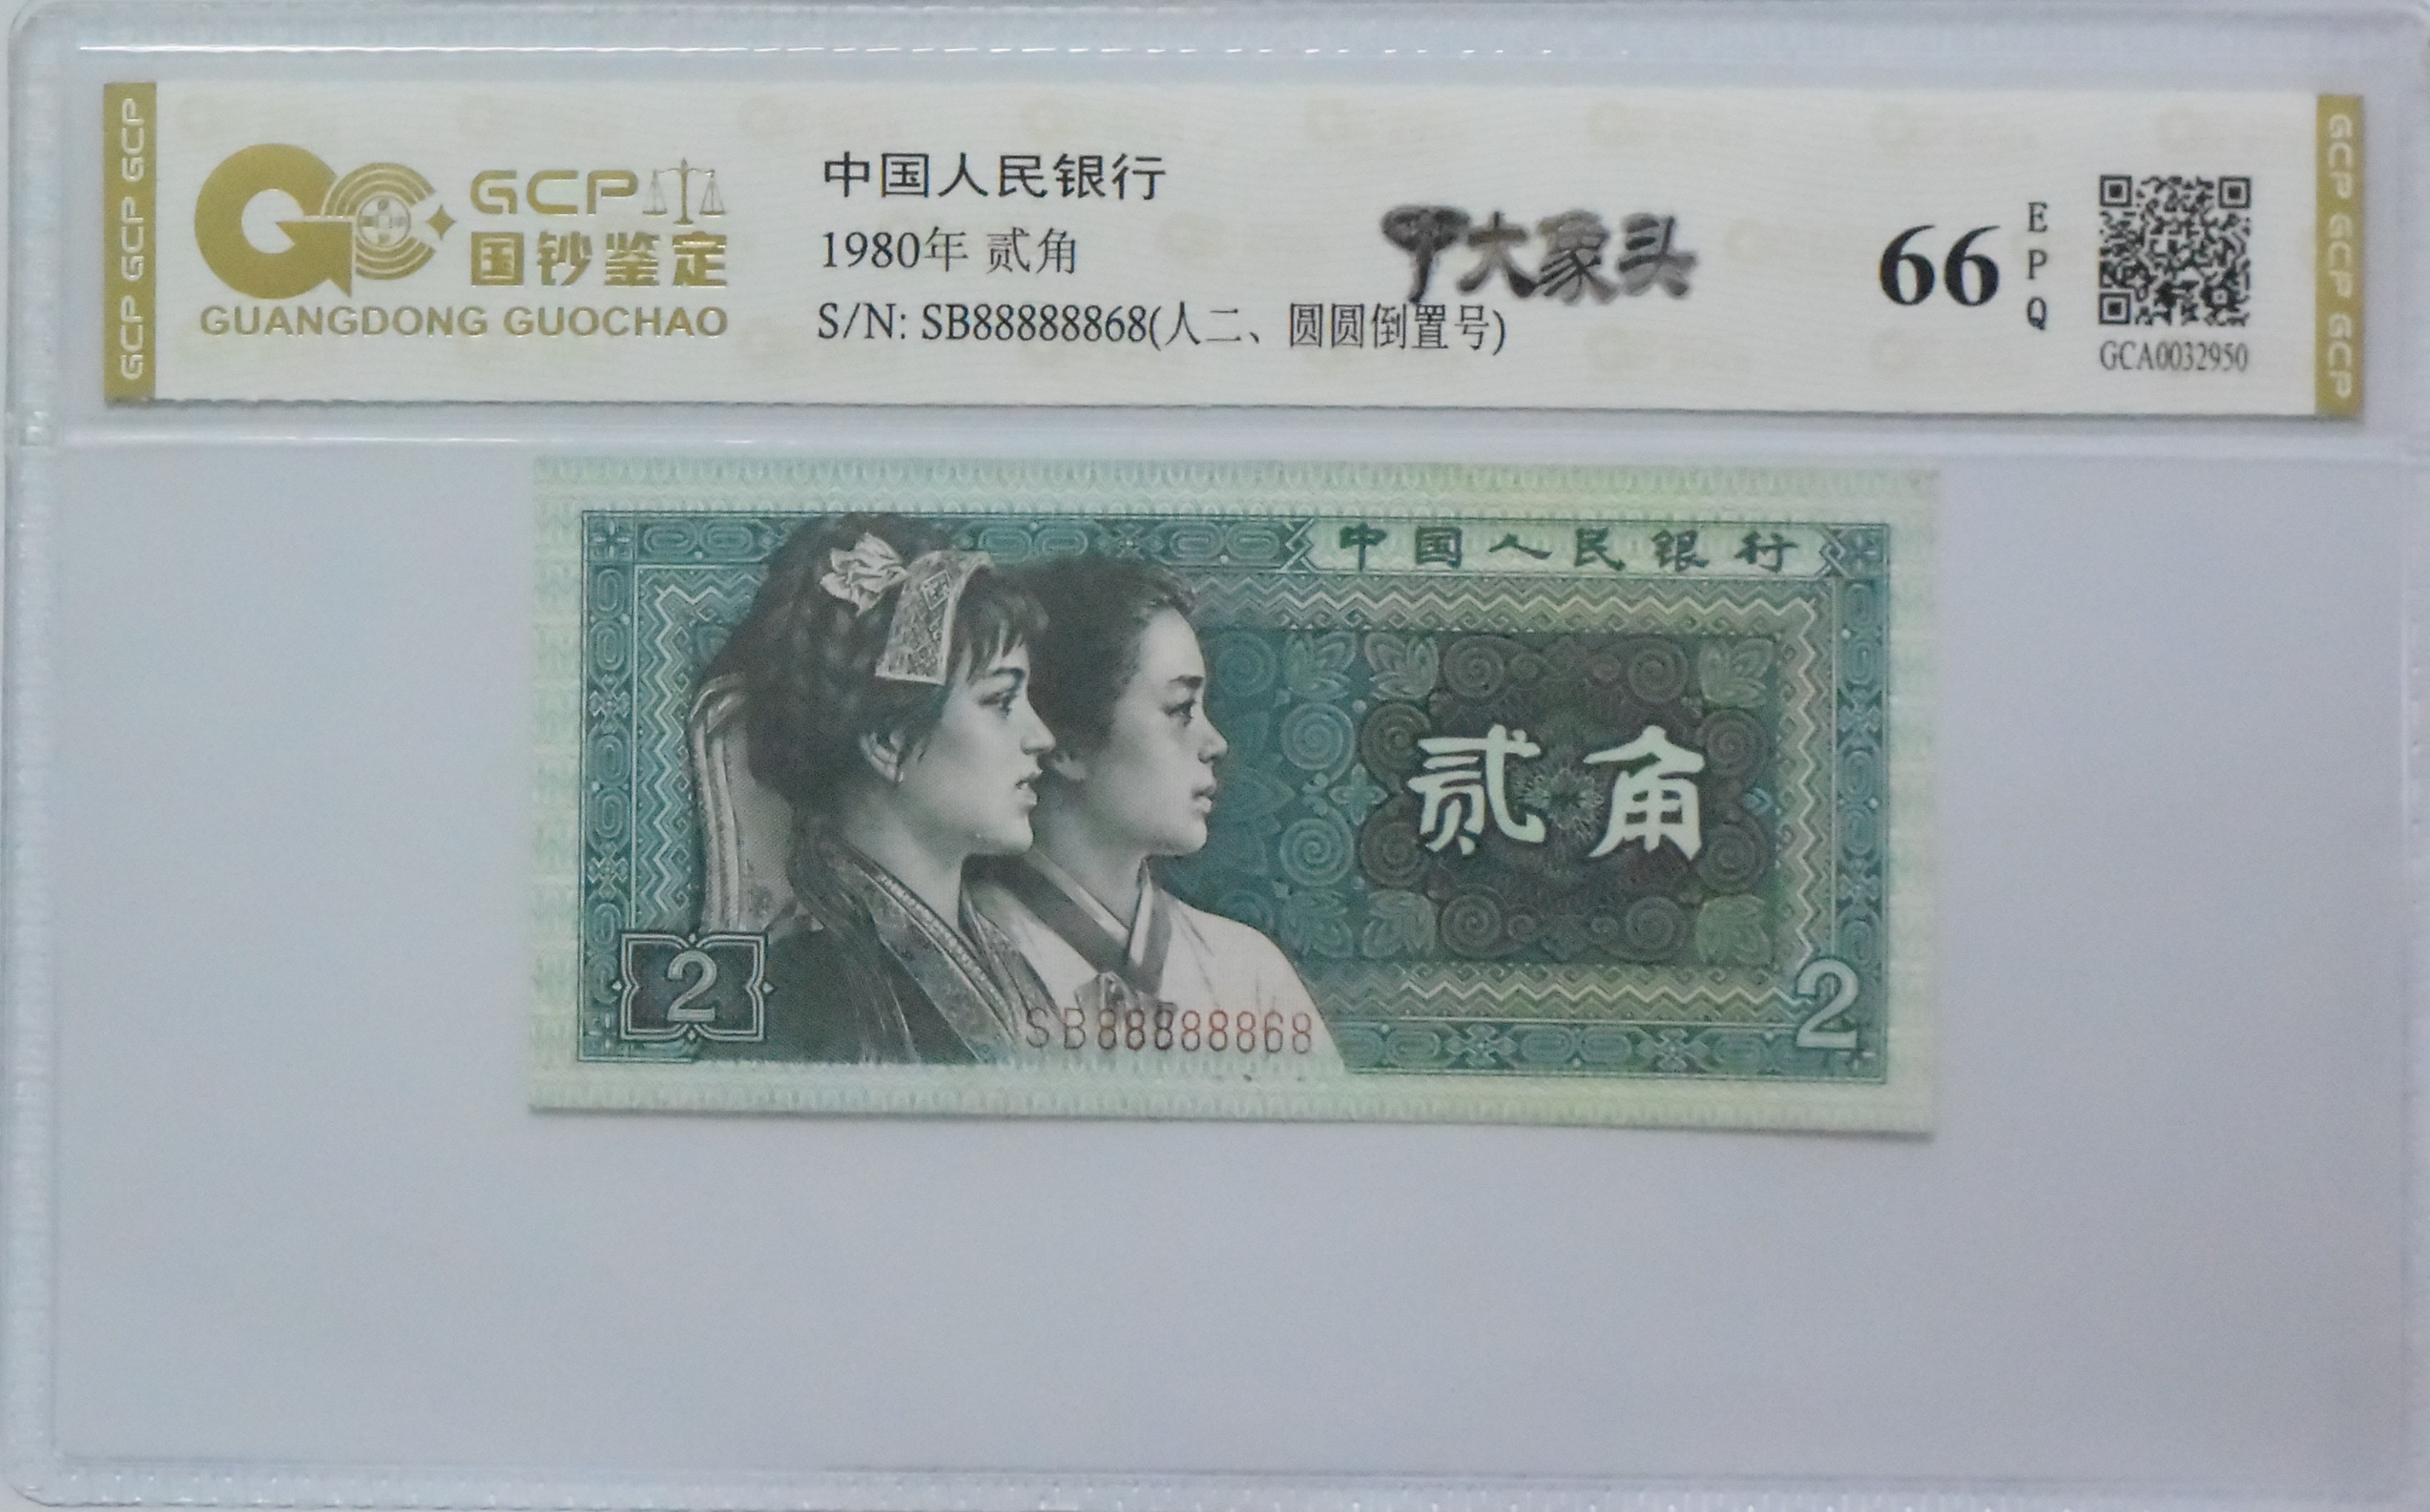 GCP GCP GCP
GCP
国钞鉴定
GUANGDONG GUOCHAO
中国人民银行
1980年 贰角
S/N: SB88888868(人二、圆圆倒置号)
大象头
66
E
P
Q
GCA0032950
GCP GCP GCP
中国人民银行
贰角
2
SB88888868
2